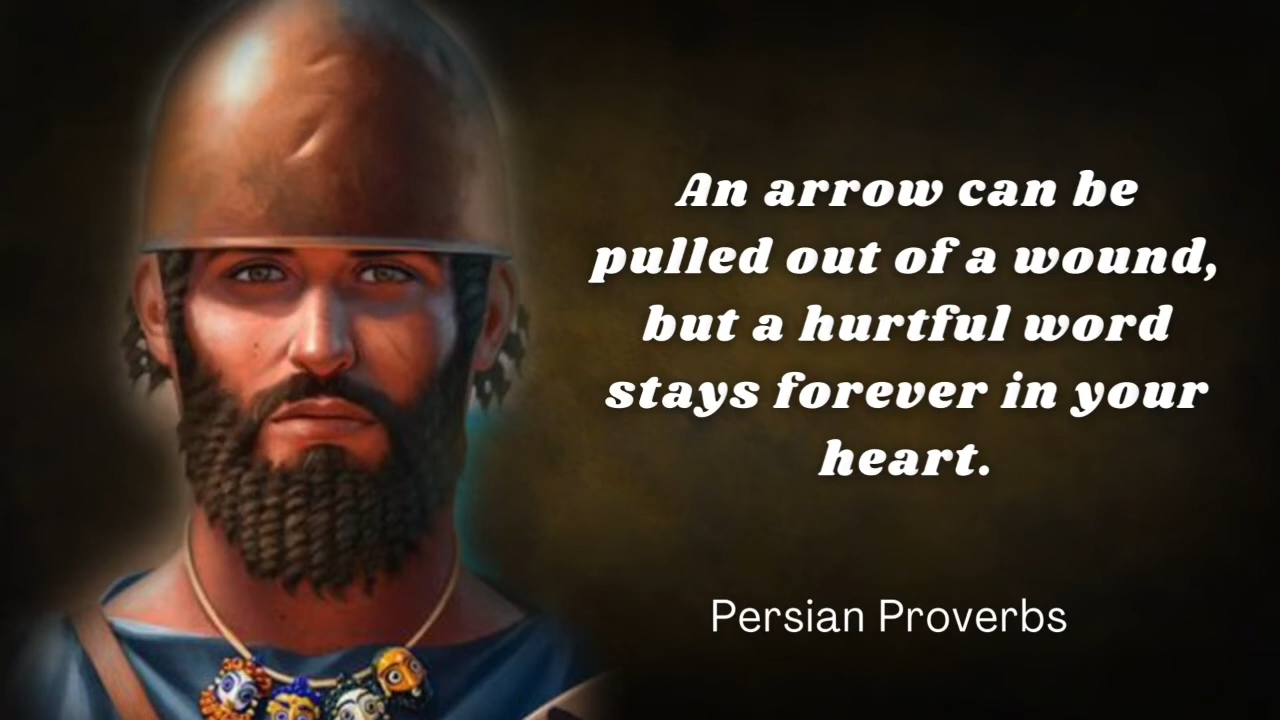 An arrow can be
pulled out of a wound,
but a hurtful word
stays forever in your
heart.
Persian Proverbs